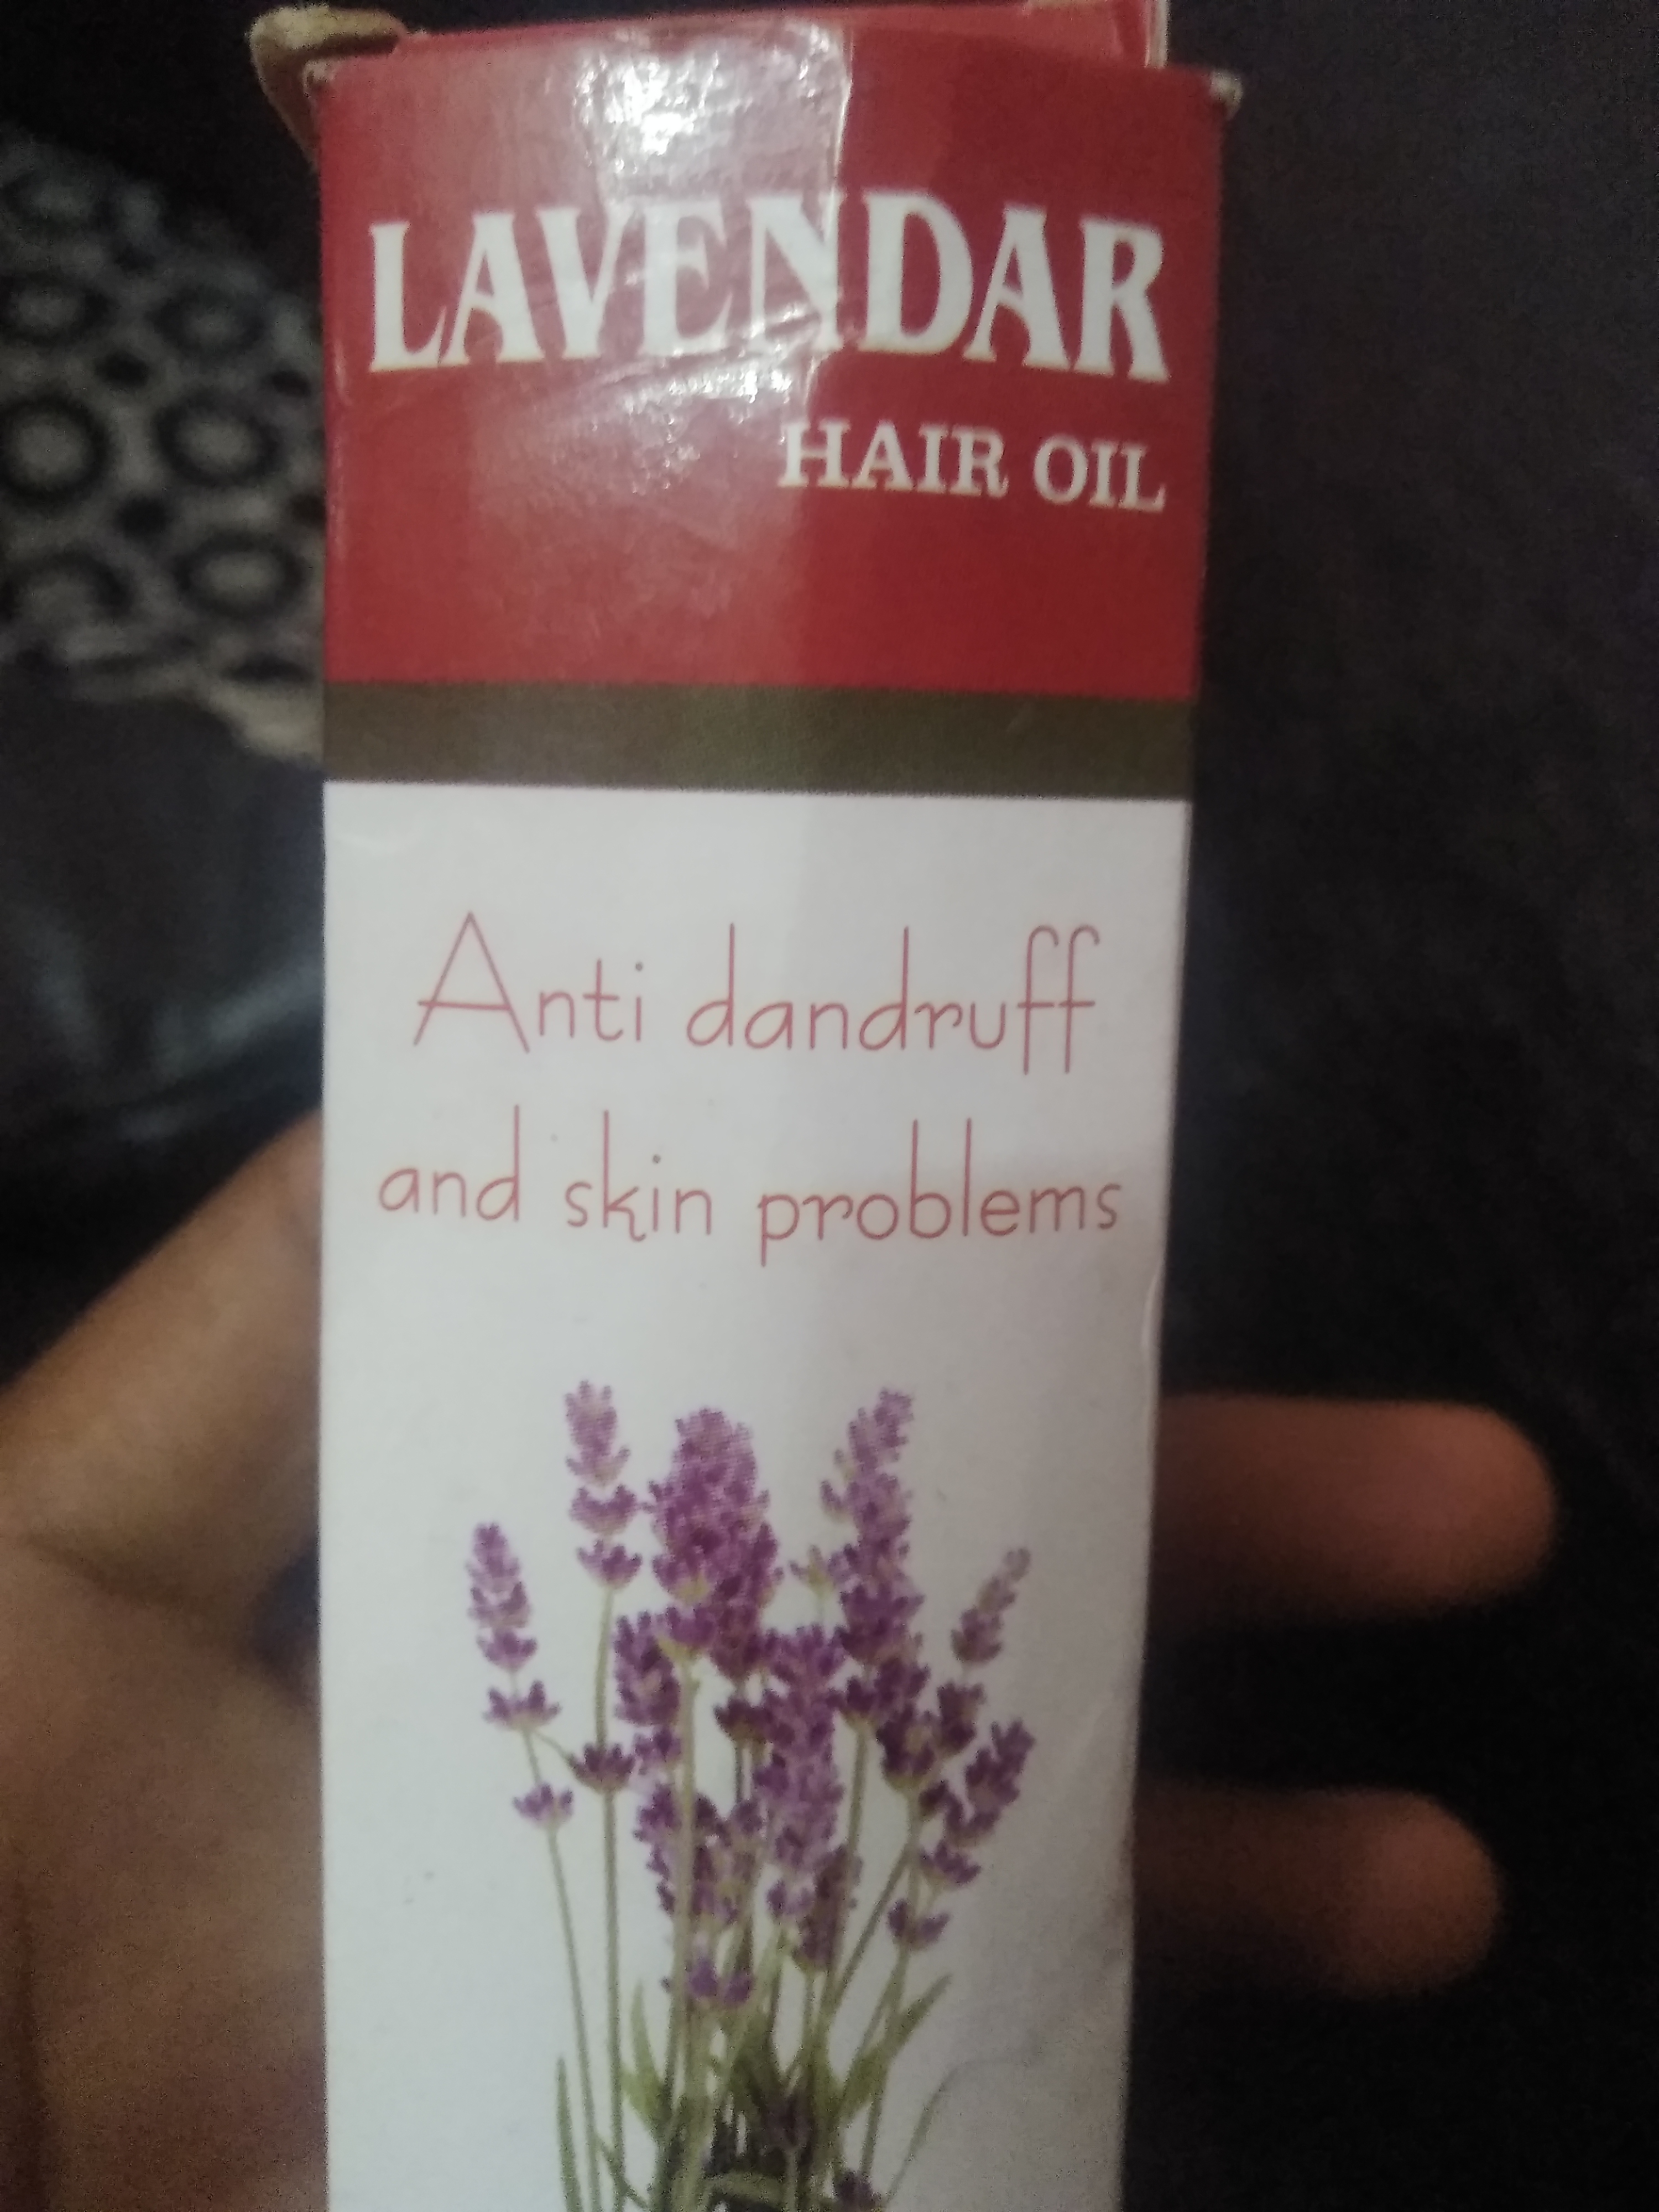 LAVENDAR
HAIR OIL
Anti dandruff
and skin problems